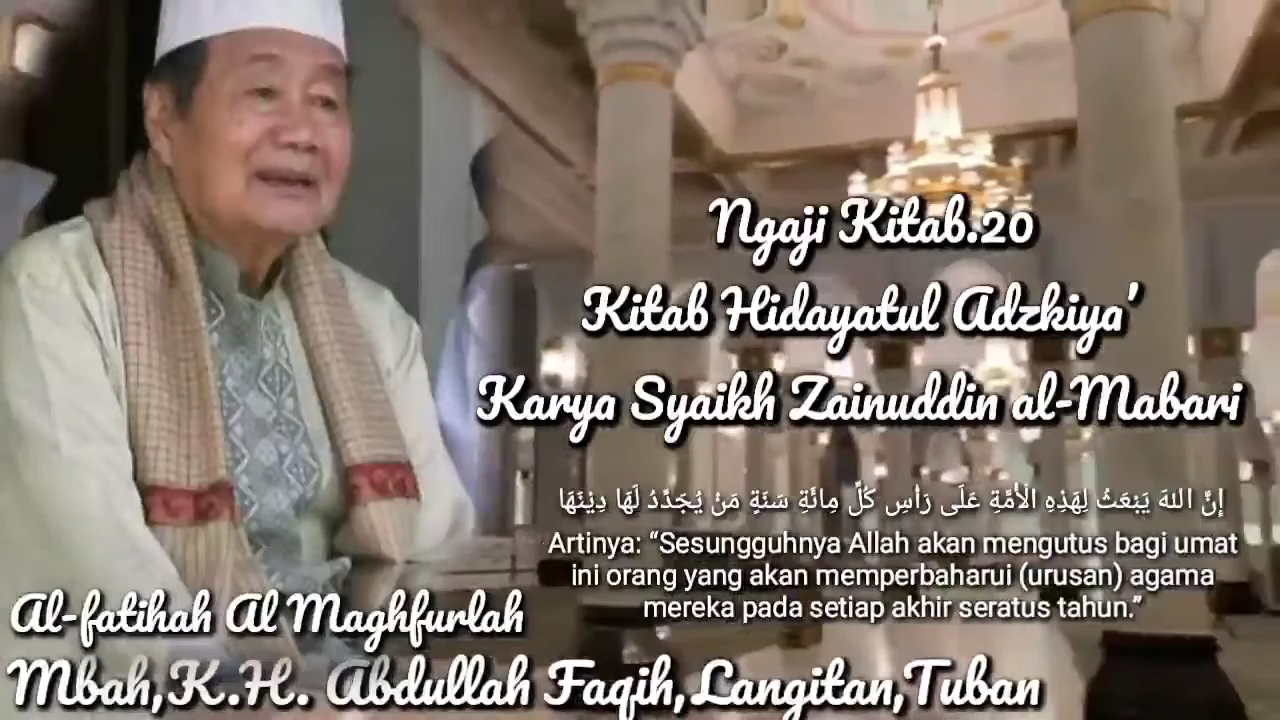 Ngaji Kitab.20
Kitab Hidayatul Adzkiya'
Karya Syaikh Zainuddin al-Mabari
إِنَّ اللهَ يَبْعَثُ لِهَذِهِ الْأُمَّةِ عَلَى رَأْسِ كُلِّ مِائَةِ سَنَةٍ مَنْ يُجَدِّدُ لَهَا دِيْنَهَا
Artinya: “Sesungguhnya Allah akan mengutus bagi umat
ini orang yang akan memperbaharui (urusan) agama
mereka pada setiap akhir seratus tahun.”
Al-fatihah Al Maghfurlah
Mbah,K.H. Abdullah Faqih,Langitan,Tuban